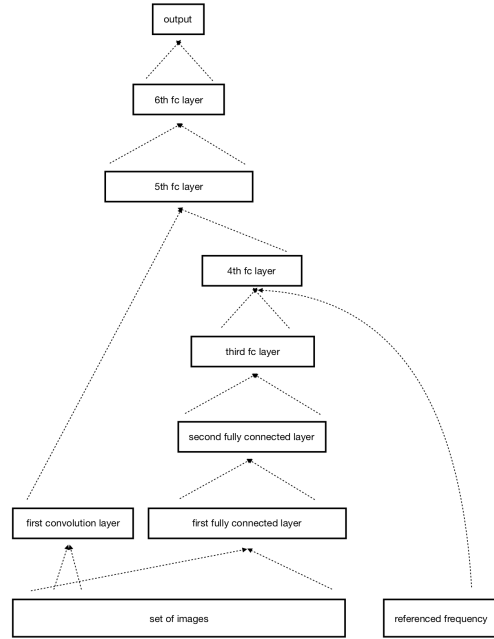 output
6th fc layer
5th fc layer
4th fc layer
third fc layer
second fully connected layer
first convolution layer
first fully connected layer
set of images
referenced frequency